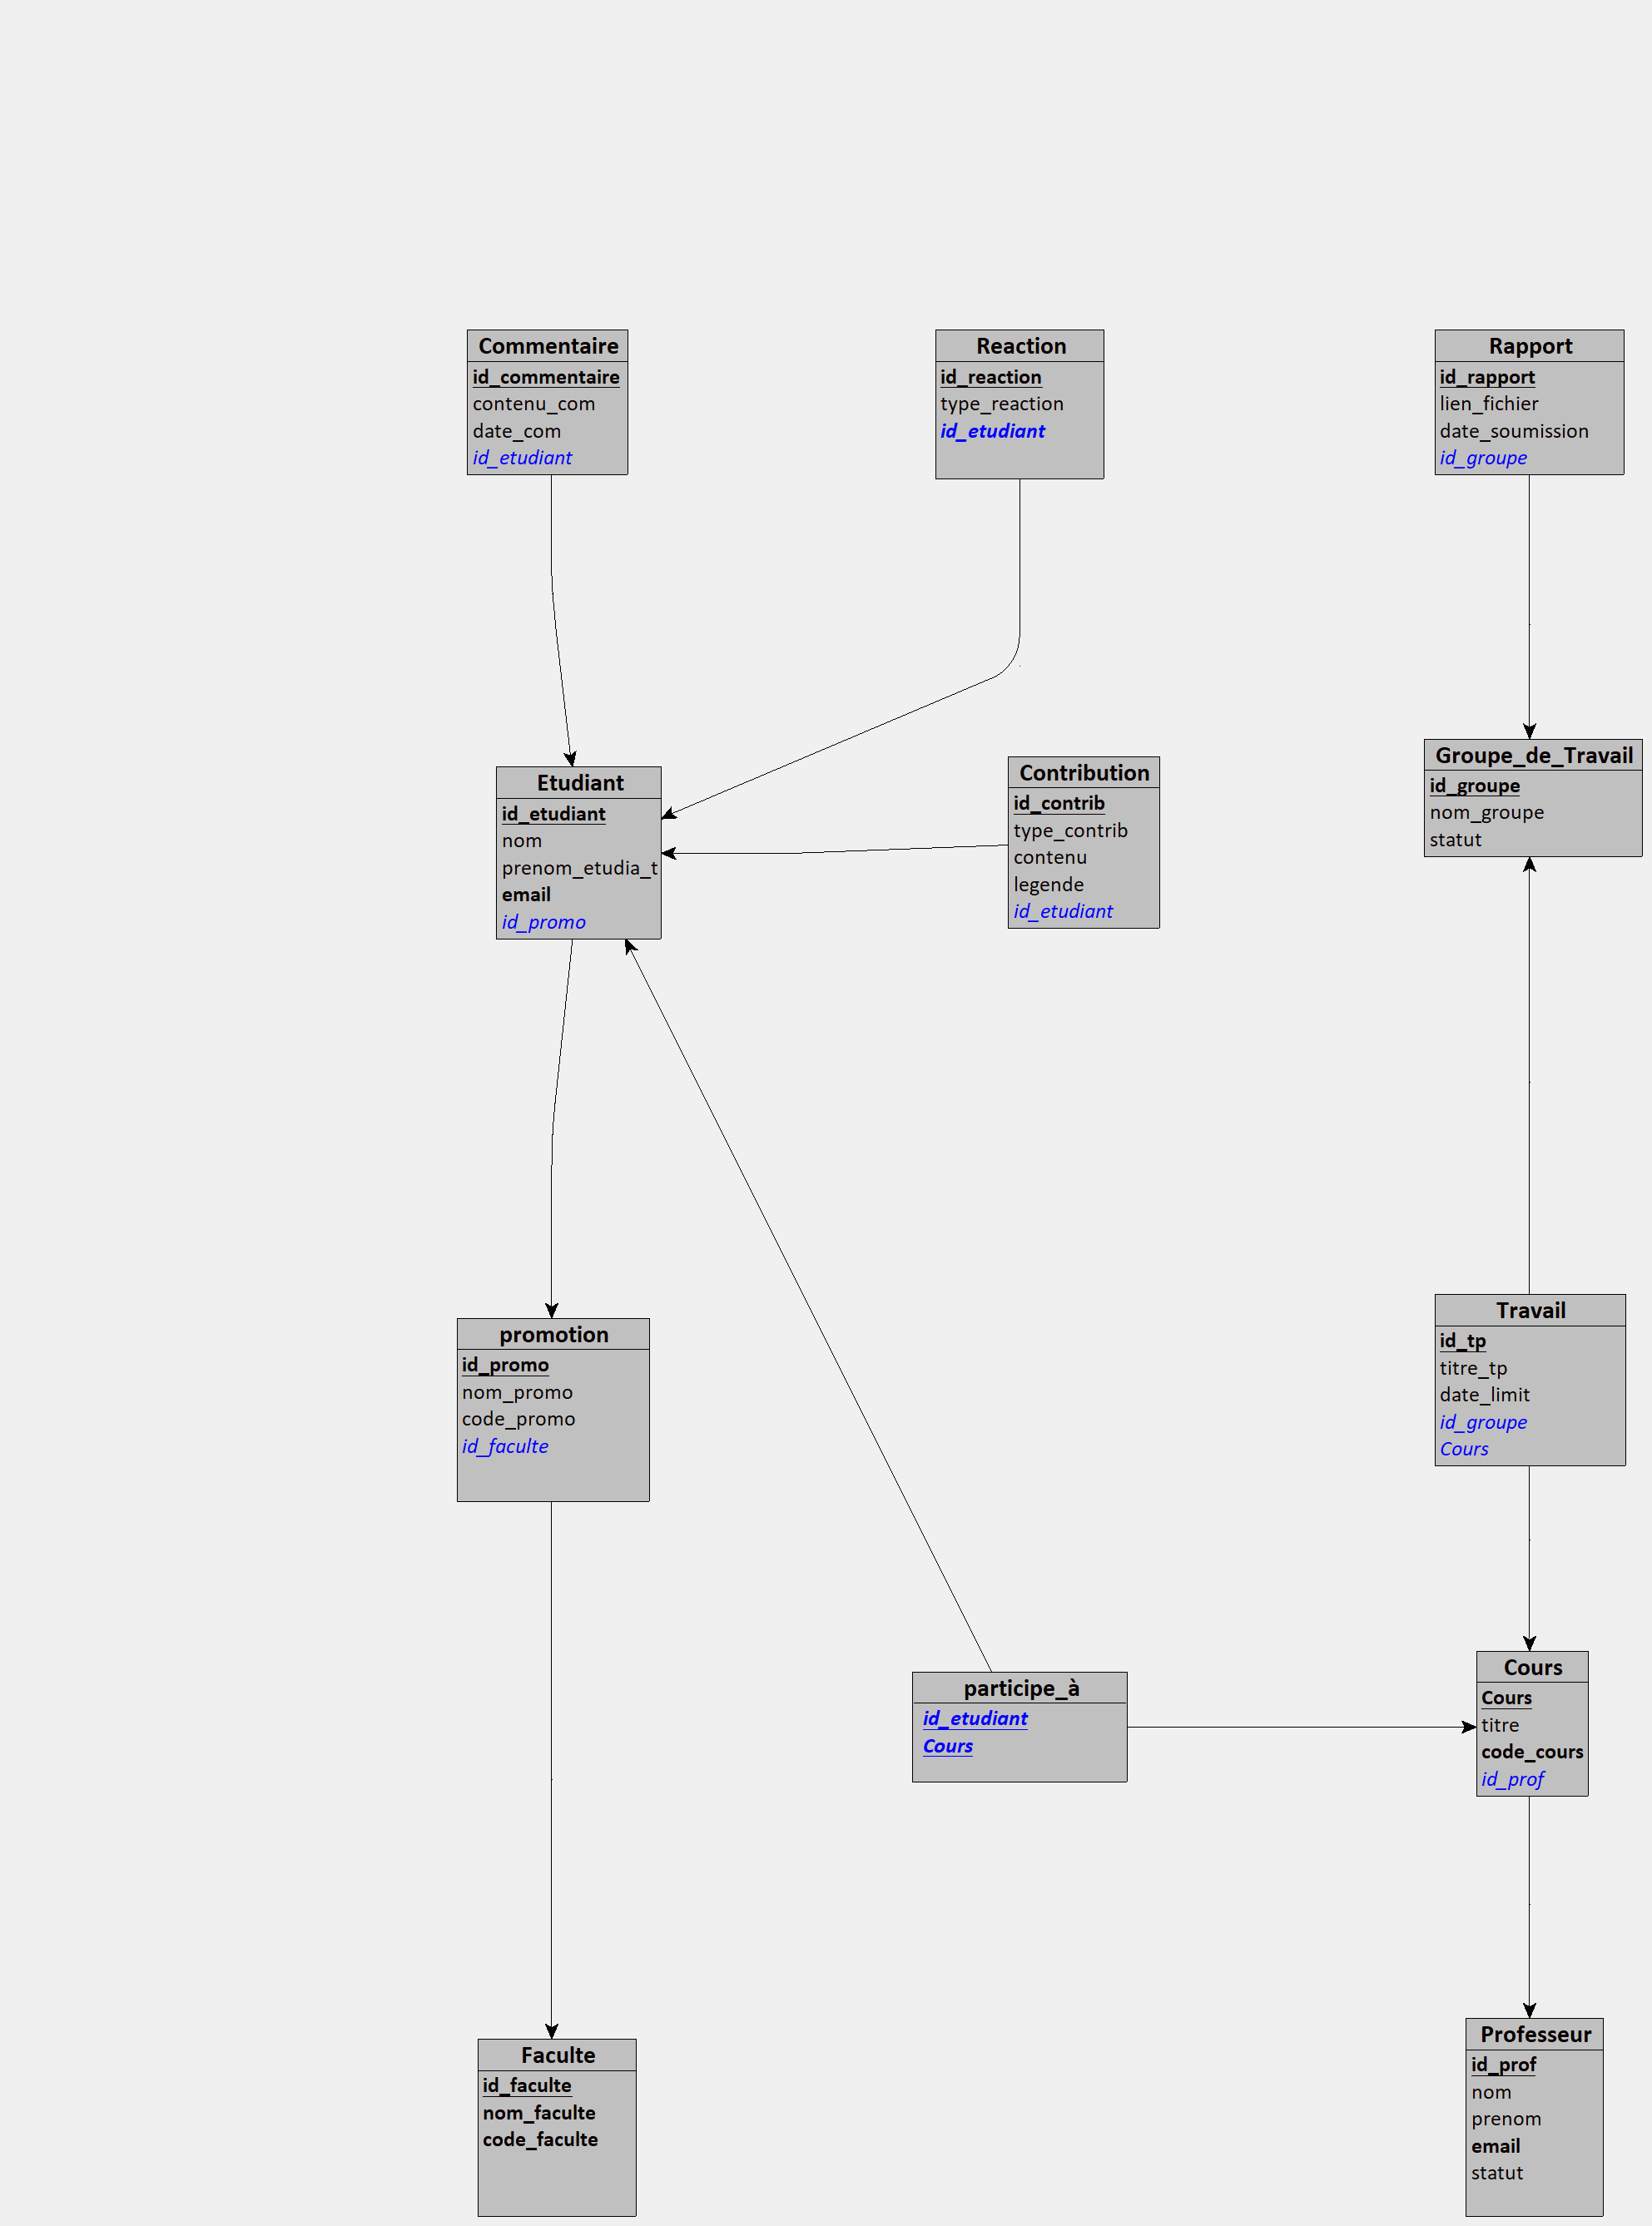 Commentaire
id_commentaire
contenu_com
date_com
id_etudiant
Reaction
id_reaction
type_reaction
id_etudiant
Rapport
id_rapport
lien_fichier
date_soumission
id_groupe
Etudiant
id_etudiant
nom
prenom_etudia_t
email
id_promo
Contribution
id_contrib
type_contrib
contenu
legende
id_etudiant
Groupe_de_Travail
id_groupe
nom_groupe
statut
promotion
id_promo
nom_promo
code_promo
id_faculte
Travail
id_tp
titre_tp
date_limit
id_groupe
Cours
participe_à
id_etudiant
Cours
Cours
Cours
titre
code_cours
id_prof
Faculte
id_faculte
nom_faculte
code_faculte
Professeur
id_prof
nom
prenom
email
statut